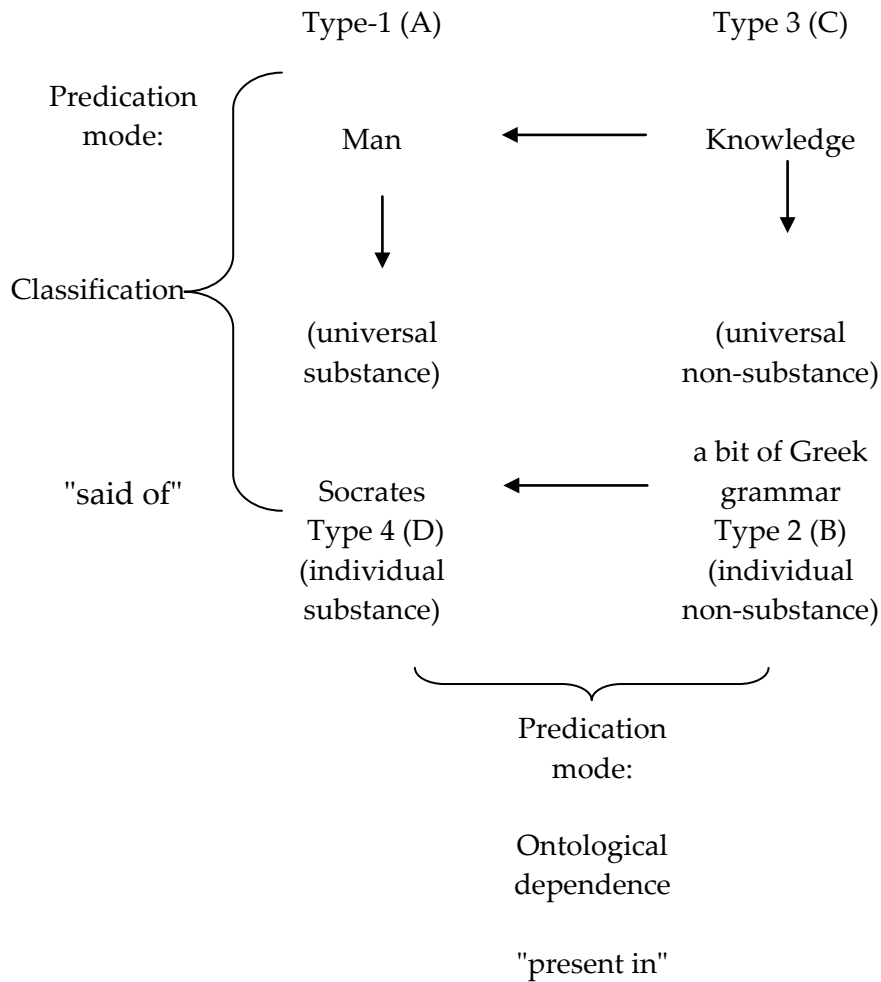 Type-1 (A)
Type 3 (C)
Predication
mode:
Man
Knowledge
Classification
(universal
substance)
(universal
non-substance)
"said of"
Socrates
Type 4 (D)
(individual
substance)
a bit of Greek
grammar
Type 2 (B)
(individual
non-substance)
Predication
mode:
Ontological
dependence
"present in"